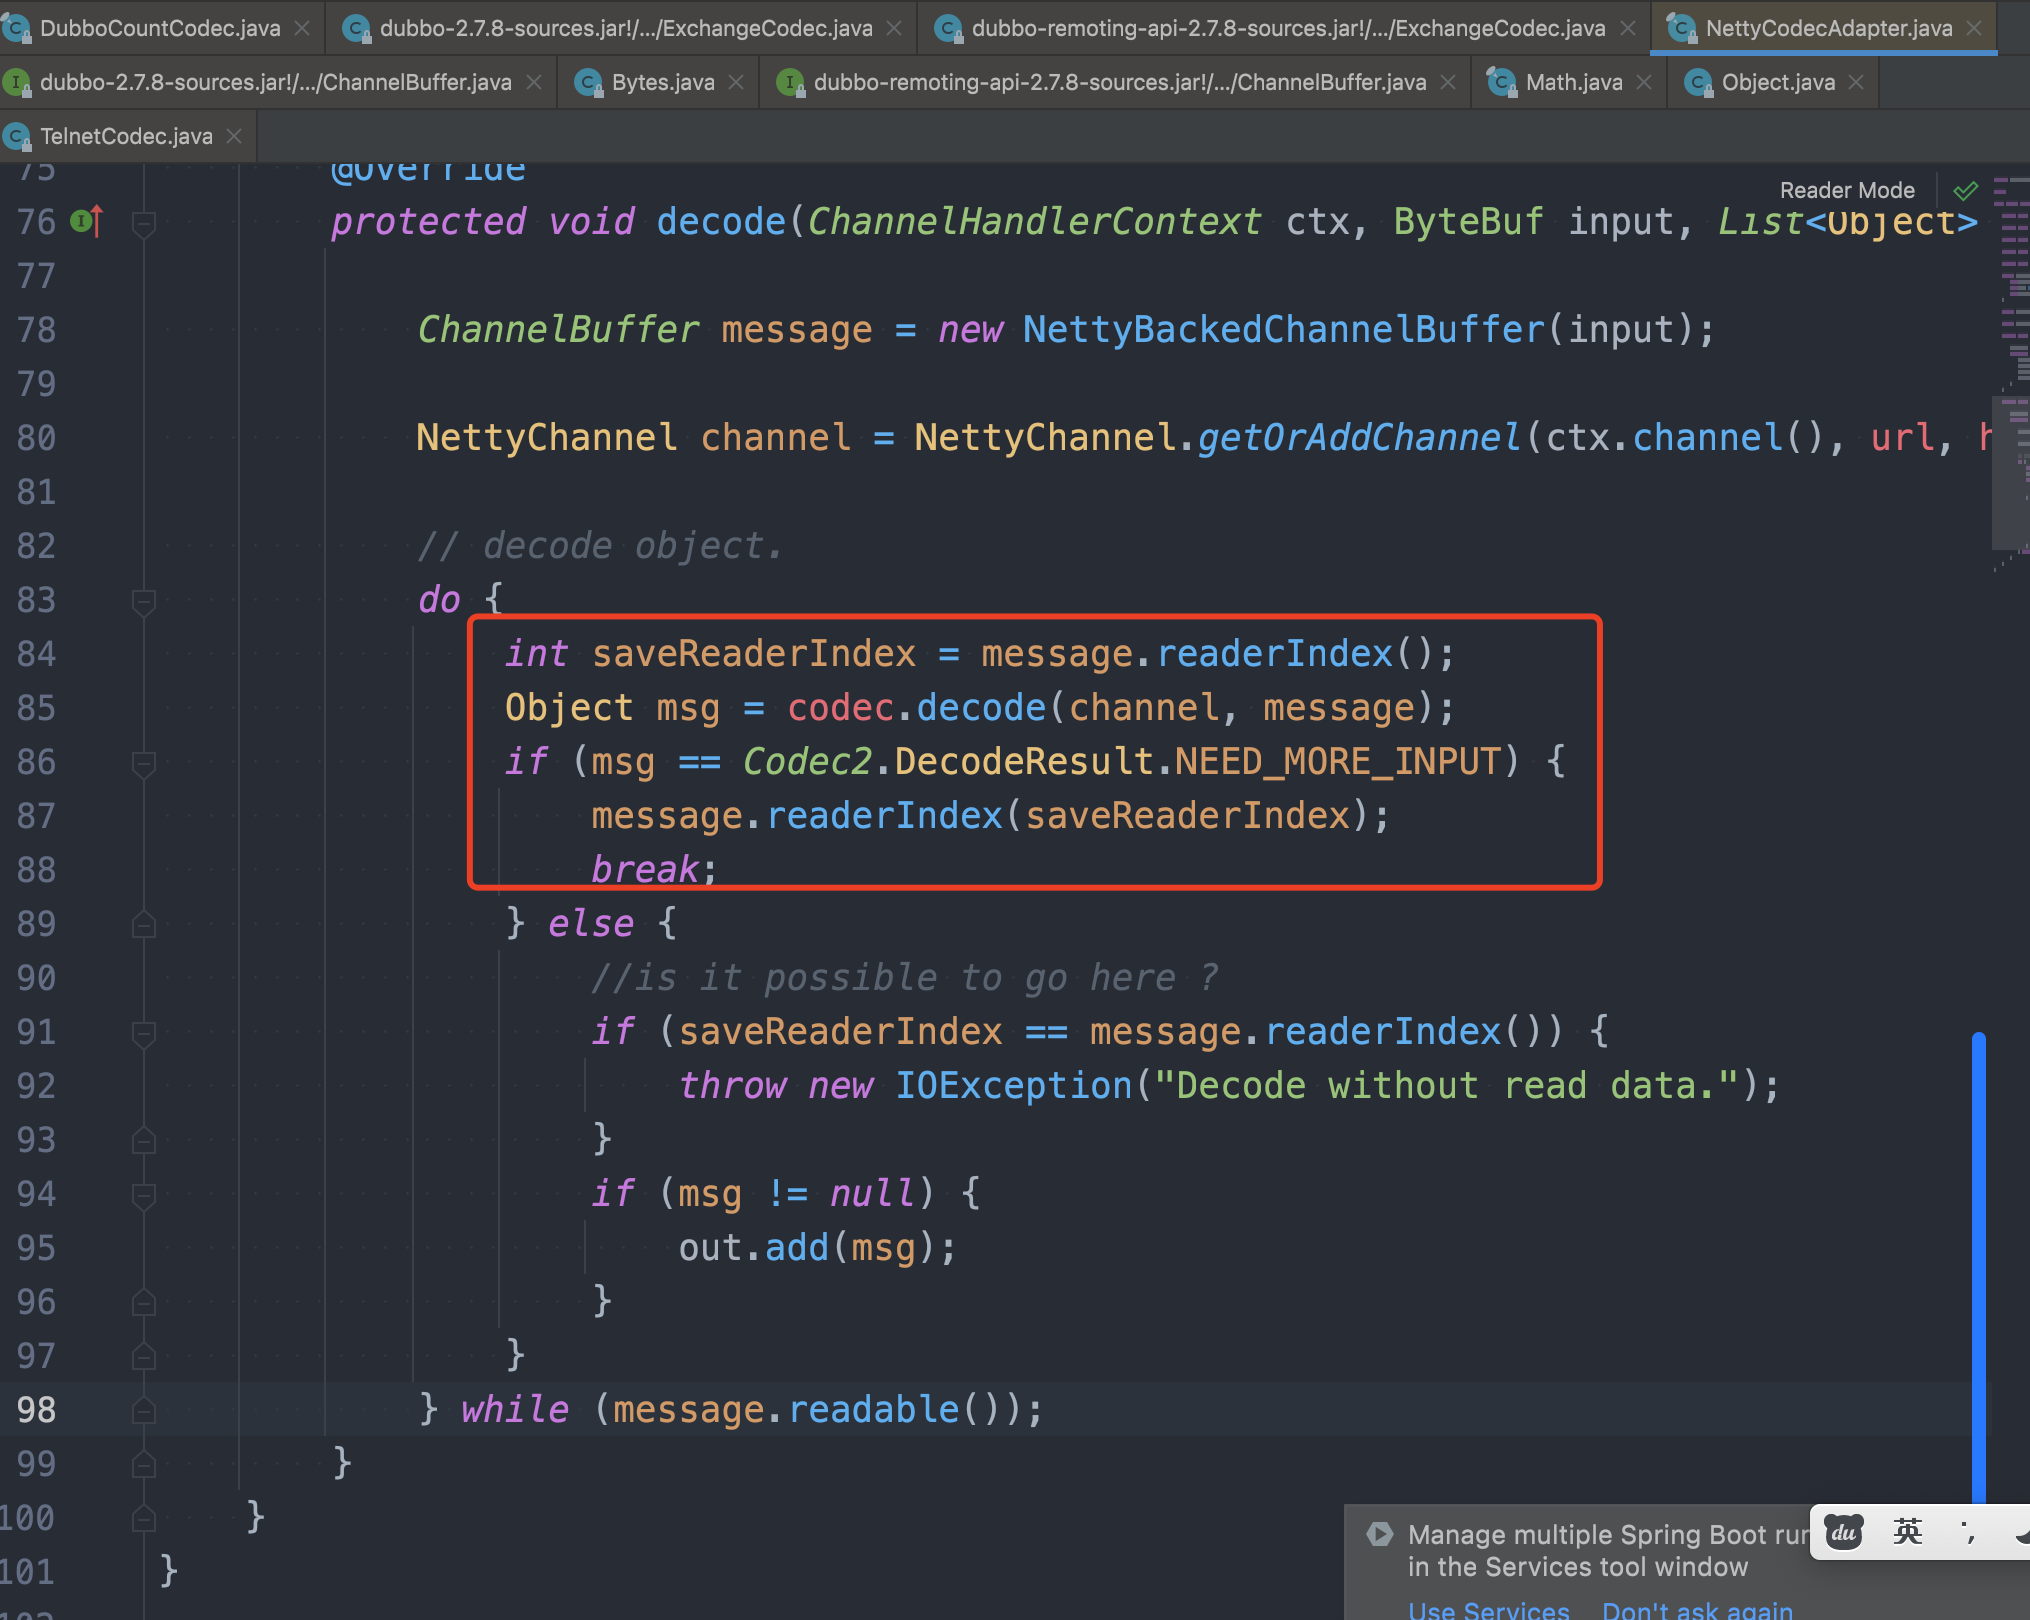 DubboCountCodec.java dubbo-2.7.8-sources.jar!/.../ExchangeCodec.java dubbo-remoting-api-2.7.8-sources.jar!/.../ExchangeCodec.java NettyCodecAdapter.java
dubbo-2.7.8-sources.jar!/.../ChannelBuffer.java Bytes.java dubbo-remoting-api-2.7.8-sources.jar!/.../ChannelBuffer.java Math.java Object.java
TelnetCodec.java
75 @Override
Reader Mode
76 protected void decode(ChannelHandlerContext ctx, ByteBuf input, List<Object>
77
78 ChannelBuffer message = new NettyBackedChannelBuffer(input);
79
80 NettyChannel channel = NettyChannel.getOrAddChannel(ctx.channel(), url, h
81
82 // decode object.
83 do {
84 int saveReaderIndex = message.readerIndex();
85 Object msg = codec.decode(channel, message);
86 if (msg == Codec2.DecodeResult.NEED_MORE_INPUT) {
87 message.readerIndex(saveReaderIndex);
88 break;
89 } else {
90 //is it possible to go here ?
91 if (saveReaderIndex == message.readerIndex()) {
92 throw new IOException("Decode without read data.");
93 }
94 if (msg != null) {
95 out.add(msg);
96 }
97 }
98 } while (message.readable());
99 }
100 }
101 }
Manage multiple Spring Boot run
in the Services tool window
Use Services Don't ask again
du 英 ·,